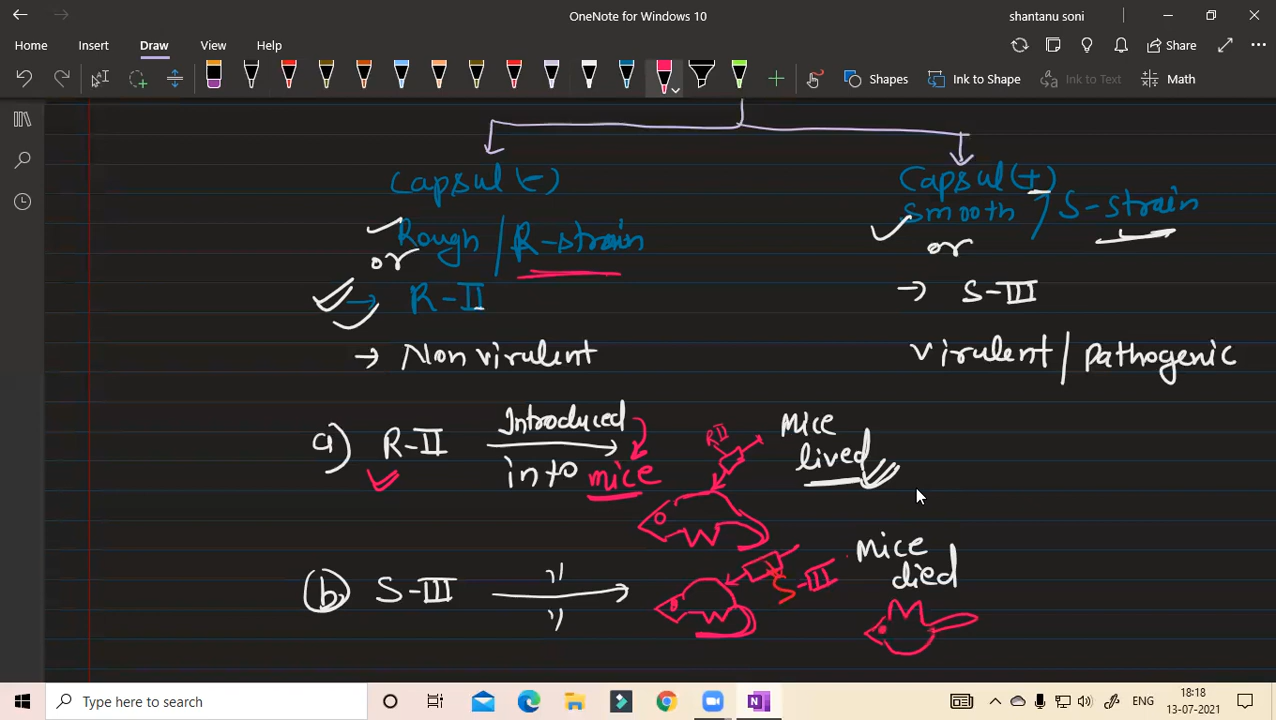 OneNote for Windows 10
shantanu soni
Home Insert Draw View Help
Share
Shapes Ink to Shape Ink to Text Math
Capsul (-)
Capsul (+)
Rough / R-strain
Smooth / S-strain
or
or
→ R-II
→ S-III
→ Non virulent
virulent / pathogenic
a) R-II Introduced into mice
RII
Mice lived
(b) S-III " "
S-III
Mice died
Type here to search
ENG
18:18
13-07-2021